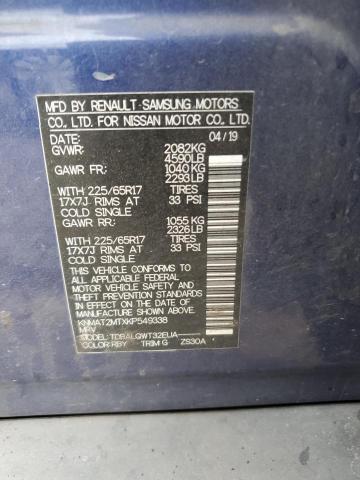 MFD BY RENAULT-SAMSUNG MOTORS
CO., LTD. FOR NISSAN MOTOR CO., LTD.
DATE: 04/19
GVWR: 2082KG
4590LB
GAWR FR: 1040 KG
2293LB
WITH 225/65R17 TIRES
17X7J RIMS AT 33 PSI
COLD SINGLE
GAWR RR: 1055 KG
2326LB
WITH 225/65R17 TIRES
17X7J RIMS AT 33 PSI
COLD SINGLE
THIS VEHICLE CONFORMS TO
ALL APPLICABLE FEDERAL
MOTOR VEHICLE SAFETY AND
THEFT PREVENTION STANDARDS
IN EFFECT ON THE DATE OF
MANUFACTURE SHOWN ABOVE.
KNMAT2MTXKP549338
MPV
COLOR:RBY TRIM:G ZS30A